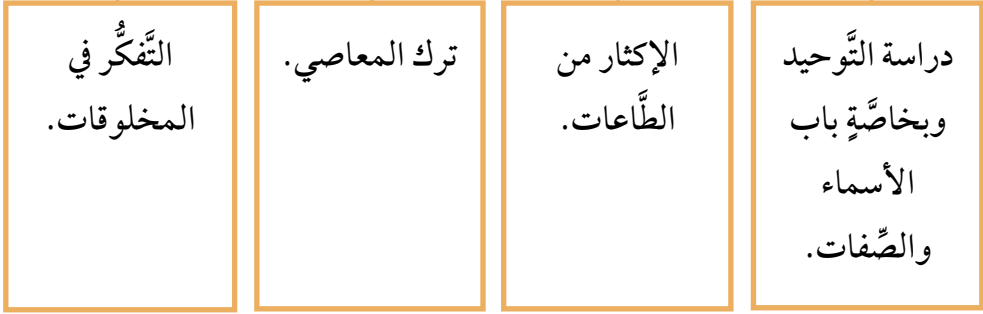 دراسة التَّوحيد
وبخاصَّةٍ باب
الأسماء
والصِّفات.
الإكثار من
الطَّاعات.
ترك المعاصي.
التَّفكُّر في
المخلوقات.